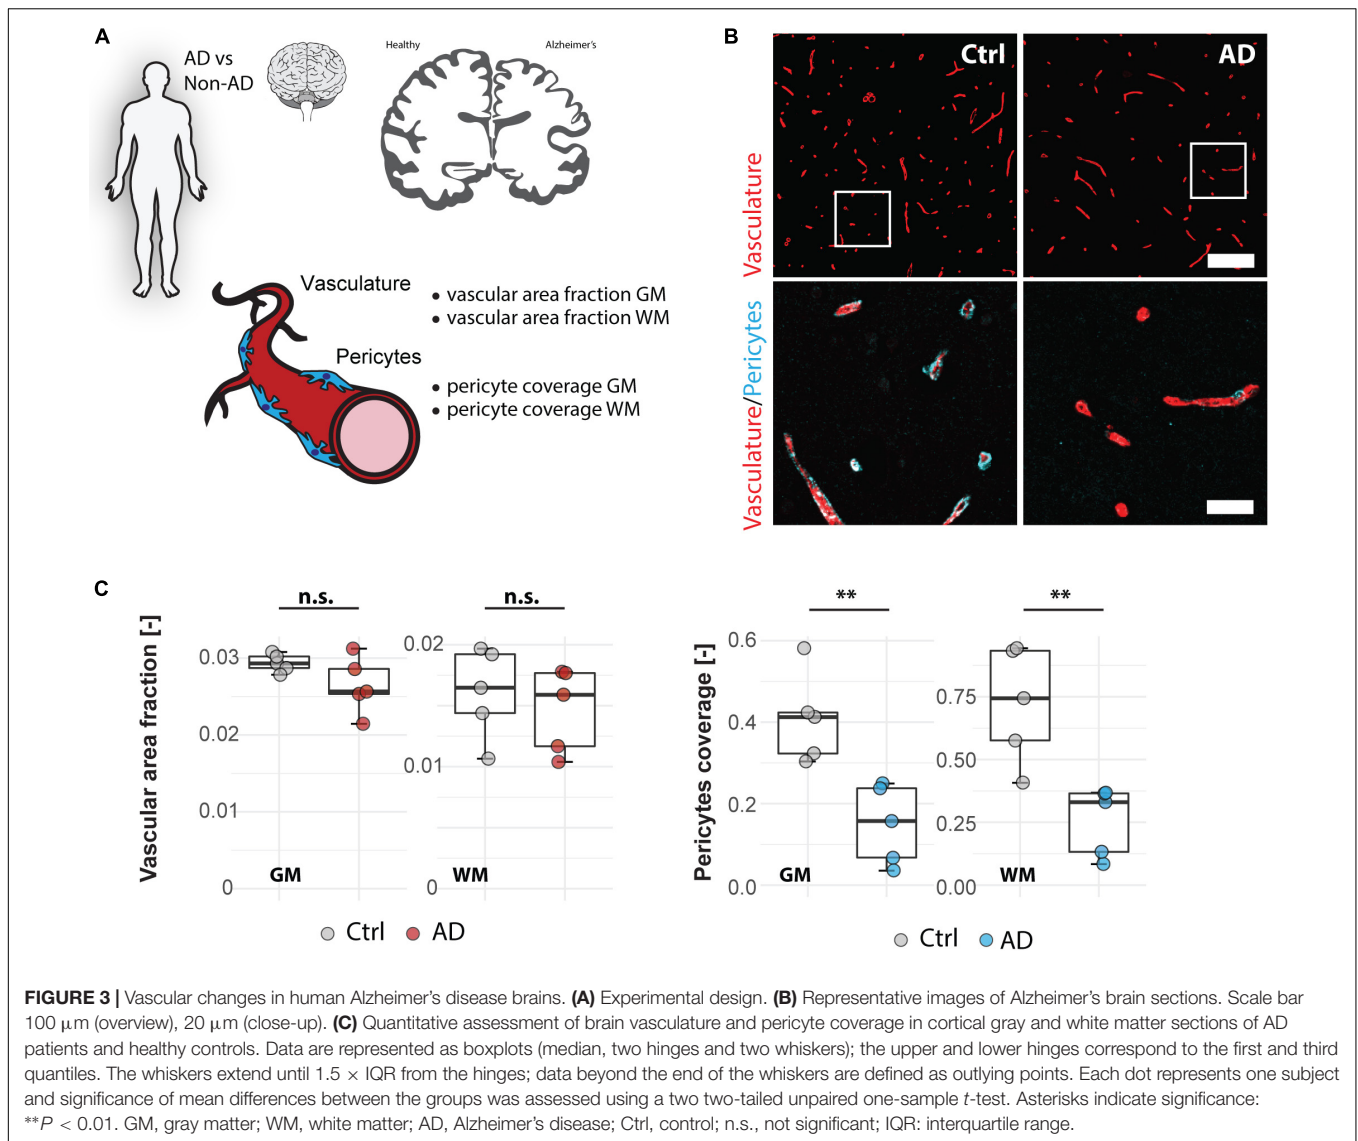 A
AD vs
Non-AD
Healthy
Alzheimer's
Vasculature
• vascular area fraction GM
• vascular area fraction WM
Pericytes
• pericyte coverage GM
• pericyte coverage WM
B
Ctrl
AD
Vasculature
Vasculature/Pericytes
C
Vascular area fraction [-]
n.s.
0.03
0.02
0.01
0
GM
n.s.
0.02
0.01
0
WM
Ctrl
AD
Pericytes coverage [-]
**
0.6
0.4
0.2
0.0
GM
**
0.75
0.50
0.25
0.00
WM
Ctrl
AD
FIGURE 3 | Vascular changes in human Alzheimer's disease brains. (A) Experimental design. (B) Representative images of Alzheimer's brain sections. Scale bar
100 μm (overview), 20 μm (close-up). (C) Quantitative assessment of brain vasculature and pericyte coverage in cortical gray and white matter sections of AD
patients and healthy controls. Data are represented as boxplots (median, two hinges and two whiskers); the upper and lower hinges correspond to the first and third
quantiles. The whiskers extend until 1.5 × IQR from the hinges; data beyond the end of the whiskers are defined as outlying points. Each dot represents one subject
and significance of mean differences between the groups was assessed using a two two-tailed unpaired one-sample t-test. Asterisks indicate significance:
**P < 0.01. GM, gray matter; WM, white matter; AD, Alzheimer's disease; Ctrl, control; n.s., not significant; IQR: interquartile range.